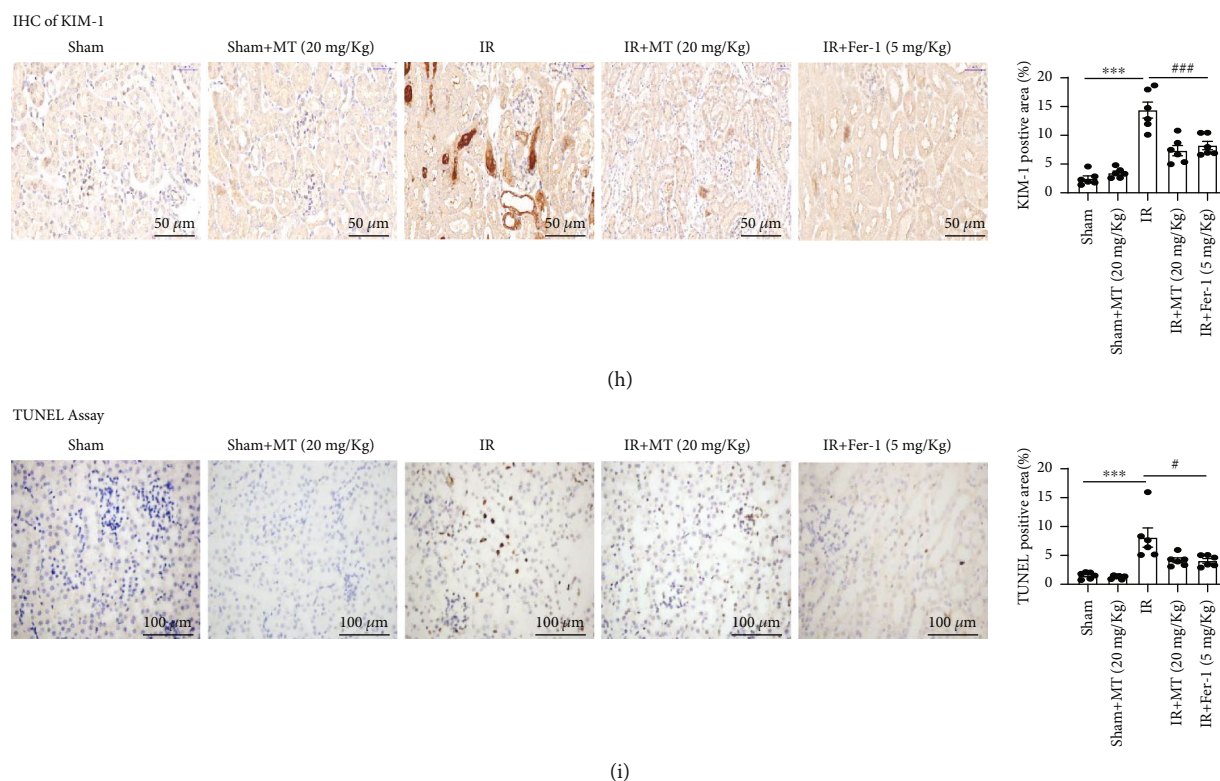 IHC of KIM-1
Sham
Sham+MT (20 mg/Kg)
IR
IR+MT (20 mg/Kg)
IR+Fer-1 (5 mg/Kg)
50 μm
50 μm
50 μm
50 μm
50 μm
KIM-1 postive area (%)
20
15
10
5
0
***
###
Sham
Sham+MT (20 mg/Kg)
IR
IR+MT (20 mg/Kg)
IR+Fer-1 (5 mg/Kg)
(h)
TUNEL Assay
Sham
Sham+MT (20 mg/Kg)
IR
IR+MT (20 mg/Kg)
IR+Fer-1 (5 mg/Kg)
100 μm
100 μm
100 μm
100 μm
100 μm
TUNEL positive area(%)
20
15
10
5
0
***
#
Sham
Sham+MT (20 mg/Kg)
IR
IR+MT (20 mg/Kg)
IR+Fer-1 (5 mg/Kg)
(i)